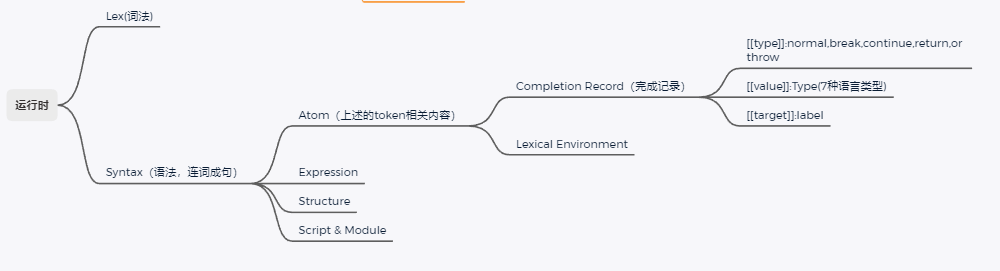 运行时
Lex(词法)
Syntax（语法，连词成句）
Atom（上述的token相关内容）
Completion Record（完成记录）
[[type]]:normal,break,continue,return,or
throw
[[value]]:Type(7种语言类型)
[[target]]:label
Lexical Environment
Expression
Structure
Script & Module